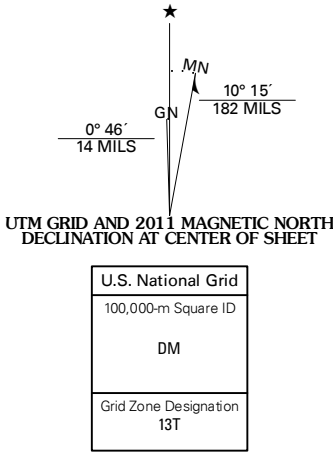 ★
MN
GN
10° 15´
182 MILS
0° 46´
14 MILS
UTM GRID AND 2011 MAGNETIC NORTH
DECLINATION AT CENTER OF SHEET
U.S. National Grid
100,000-m Square ID
DM
Grid Zone Designation
13T